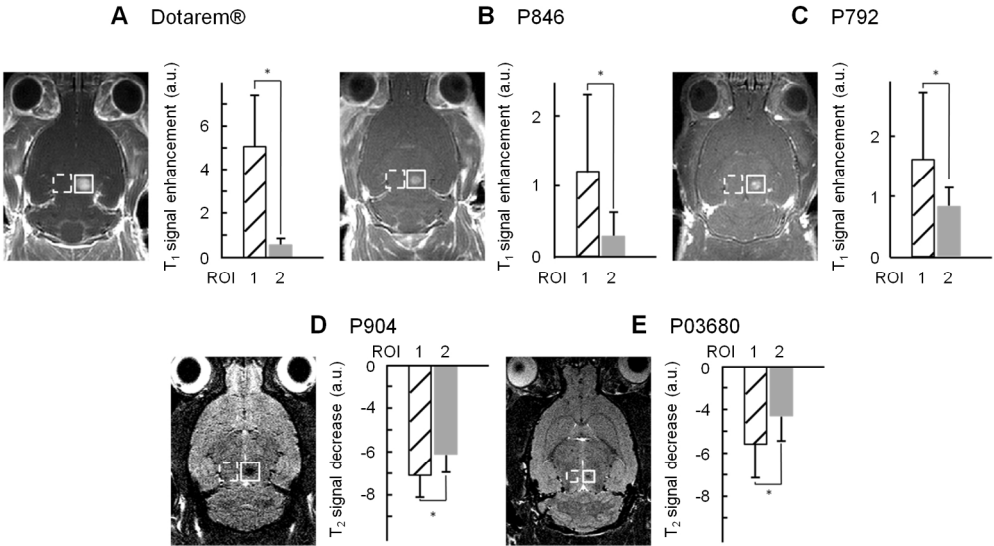 A Dotarem®
B P846
C P792
T1 signal enhancement (a.u.)
6
4
2
0
*
ROI 1 2
T1 signal enhancement (a.u.)
2
1
0
*
ROI 1 2
T1 signal enhancement (a.u.)
2
1
0
*
ROI 1 2
D P904
E P03680
ROI 1 2
T2 signal decrease (a.u.)
0
-4
-6
-8
*
ROI 1 2
T2 signal decrease (a.u.)
0
-4
-6
-8
*